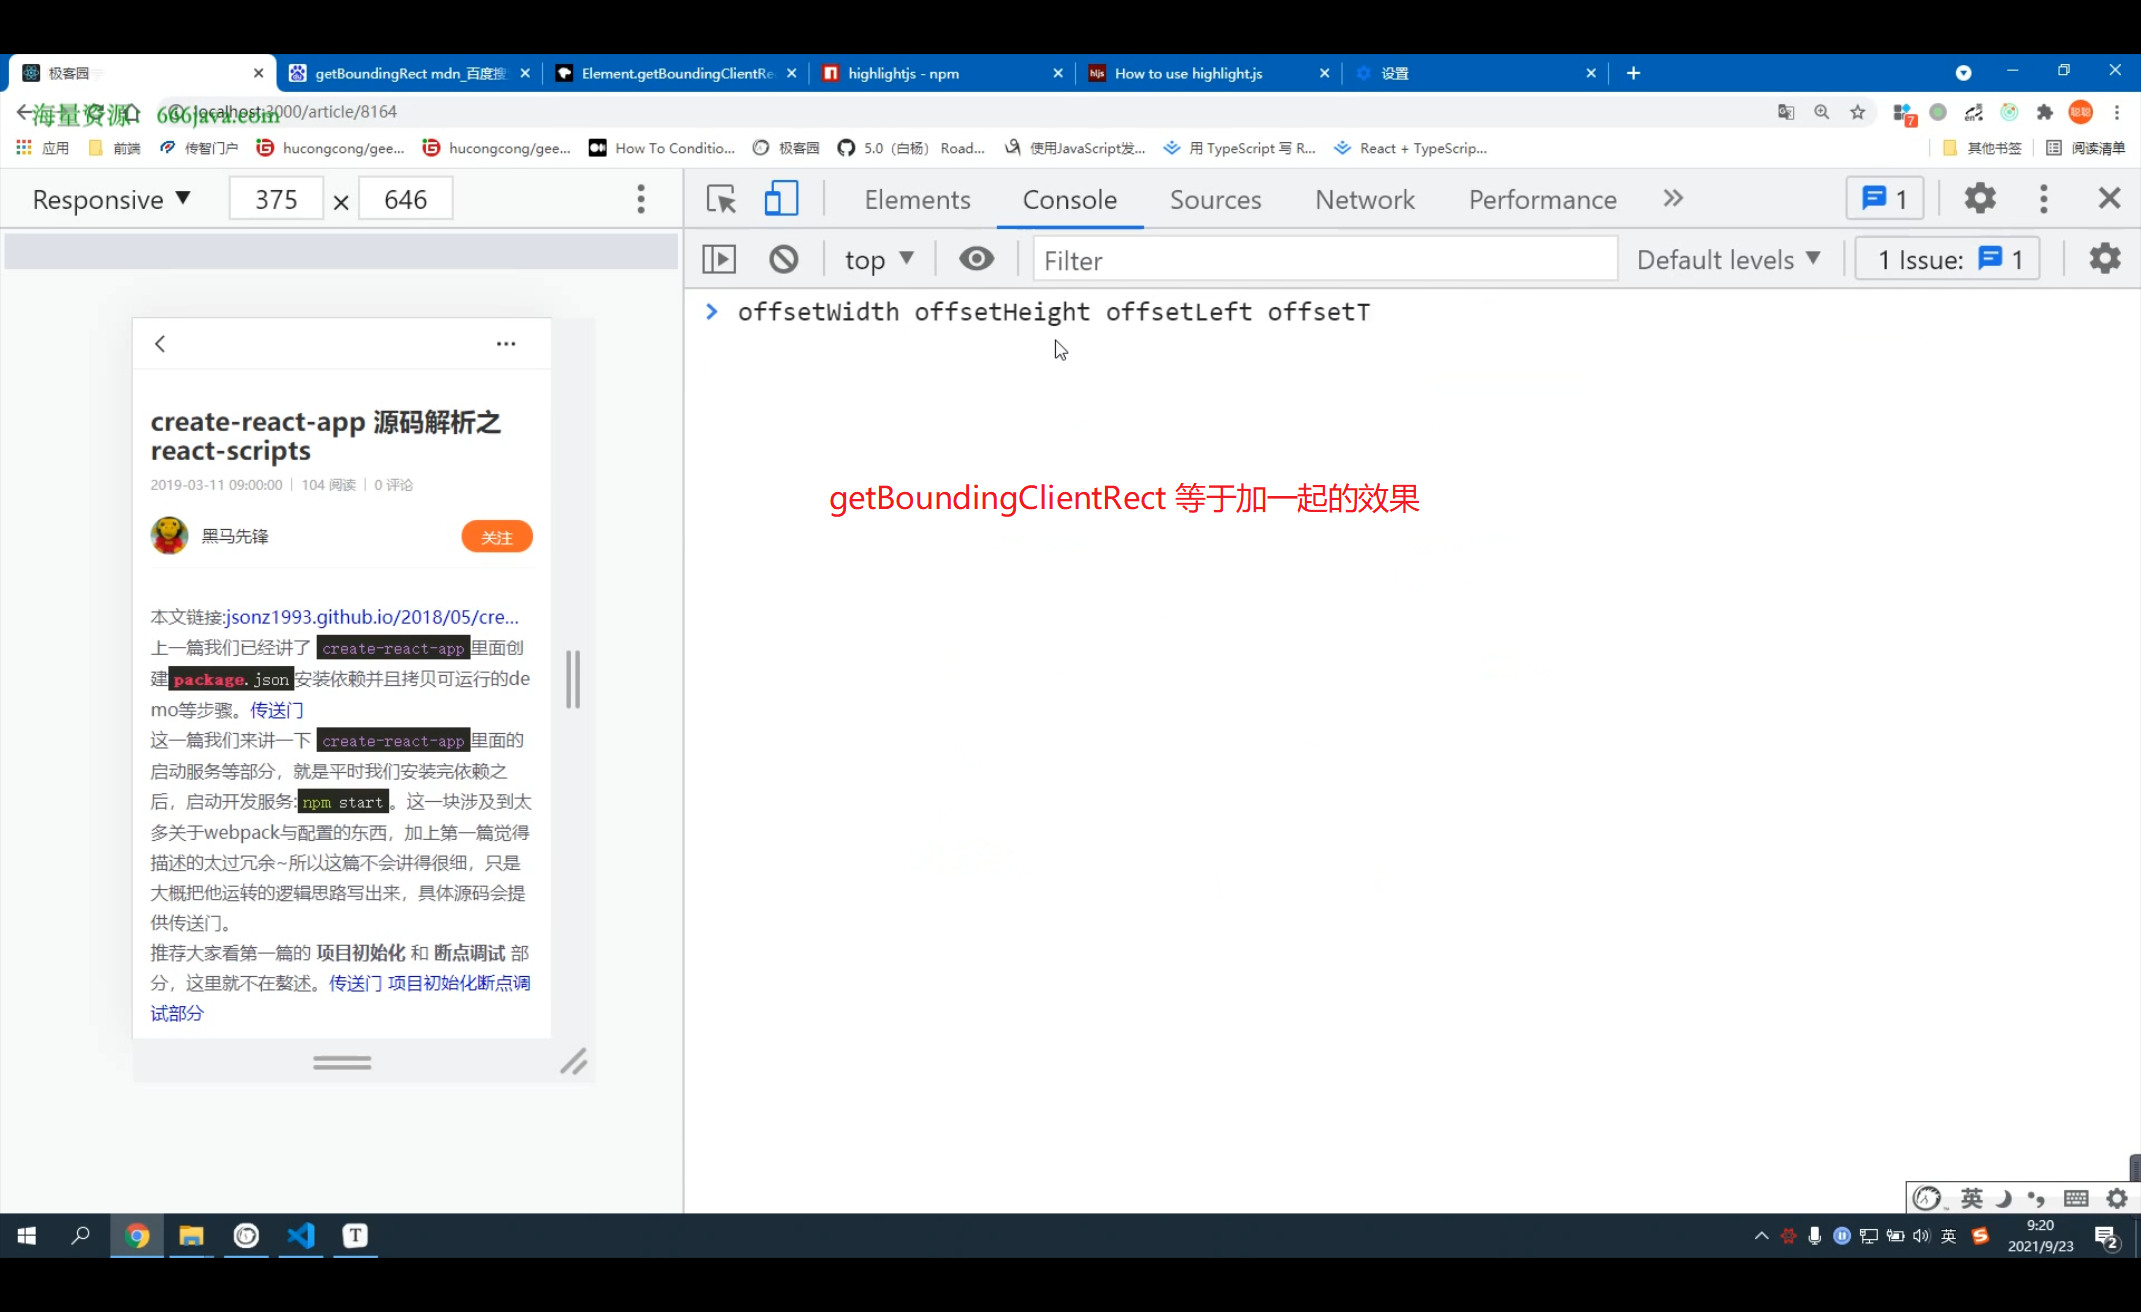 极客园
getBoundingRect mdn_百度搜
Element.getBoundingClientRe
highlightjs - npm
How to use highlight.js
设置
海量资源：666java.com
localhost:3000/article/8164
应用
前端
传智门户
hucongcong/gee...
hucongcong/gee...
How To Conditio...
极客园
5.0（白杨） Road...
使用JavaScript发...
用 TypeScript 写 R...
React + TypeScrip...
其他书签
阅读清单
Responsive
375 × 646
Elements
Console
Sources
Network
Performance
1
top
Filter
Default levels
1 Issue: 1
offsetWidth offsetHeight offsetLeft offsetT
getBoundingClientRect 等于加一起的效果
create-react-app 源码解析之
react-scripts
2019-03-11 09:00:00 | 104 阅读 | 0 评论
黑马先锋
关注
本文链接:jsonz1993.github.io/2018/05/cre...
上一篇我们已经讲了 create-react-app 里面创
建 package.json 安装依赖并且拷贝可运行的de
mo等步骤。传送门
这一篇我们来讲一下 create-react-app 里面的
启动服务等部分，就是平时我们安装完依赖之
后，启动开发服务: npm start 。这一块涉及到太
多关于webpack与配置的东西，加上第一篇觉得
描述的太过冗余~所以这篇不会讲得很细，只是
大概把他运转的逻辑思路写出来，具体源码会提
供传送门。
推荐大家看第一篇的 项目初始化 和 断点调试 部
分，这里就不在螯述。传送门 项目初始化断点调
试部分
英
英
9:20
2021/9/23
2